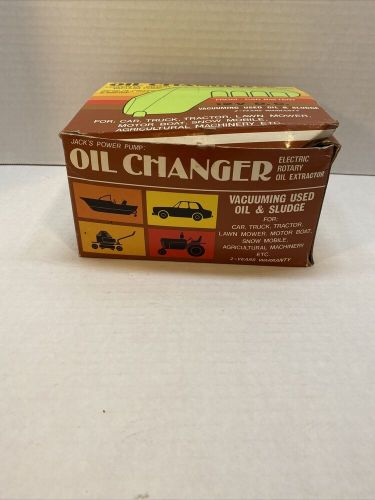 OIL CHANGER
VACUUMING USED OIL & SLUDGE
FOR: CAR, TRUCK, TRACTOR, LAWN MOWER,
MOTOR BOAT, SNOW MOBILE,
AGRICULTURAL MACHINERY ETC.
JACK'S POWER PUMP:
OIL CHANGER
ELECTRIC
ROTARY
OIL EXTRACTOR
VACUUMING USED
OIL & SLUDGE
FOR:
CAR, TRUCK, TRACTOR,
LAWN MOWER, MOTOR BOAT,
SNOW MOBILE,
AGRICULTURAL MACHINERY
ETC
2-YEARS WARRANTY